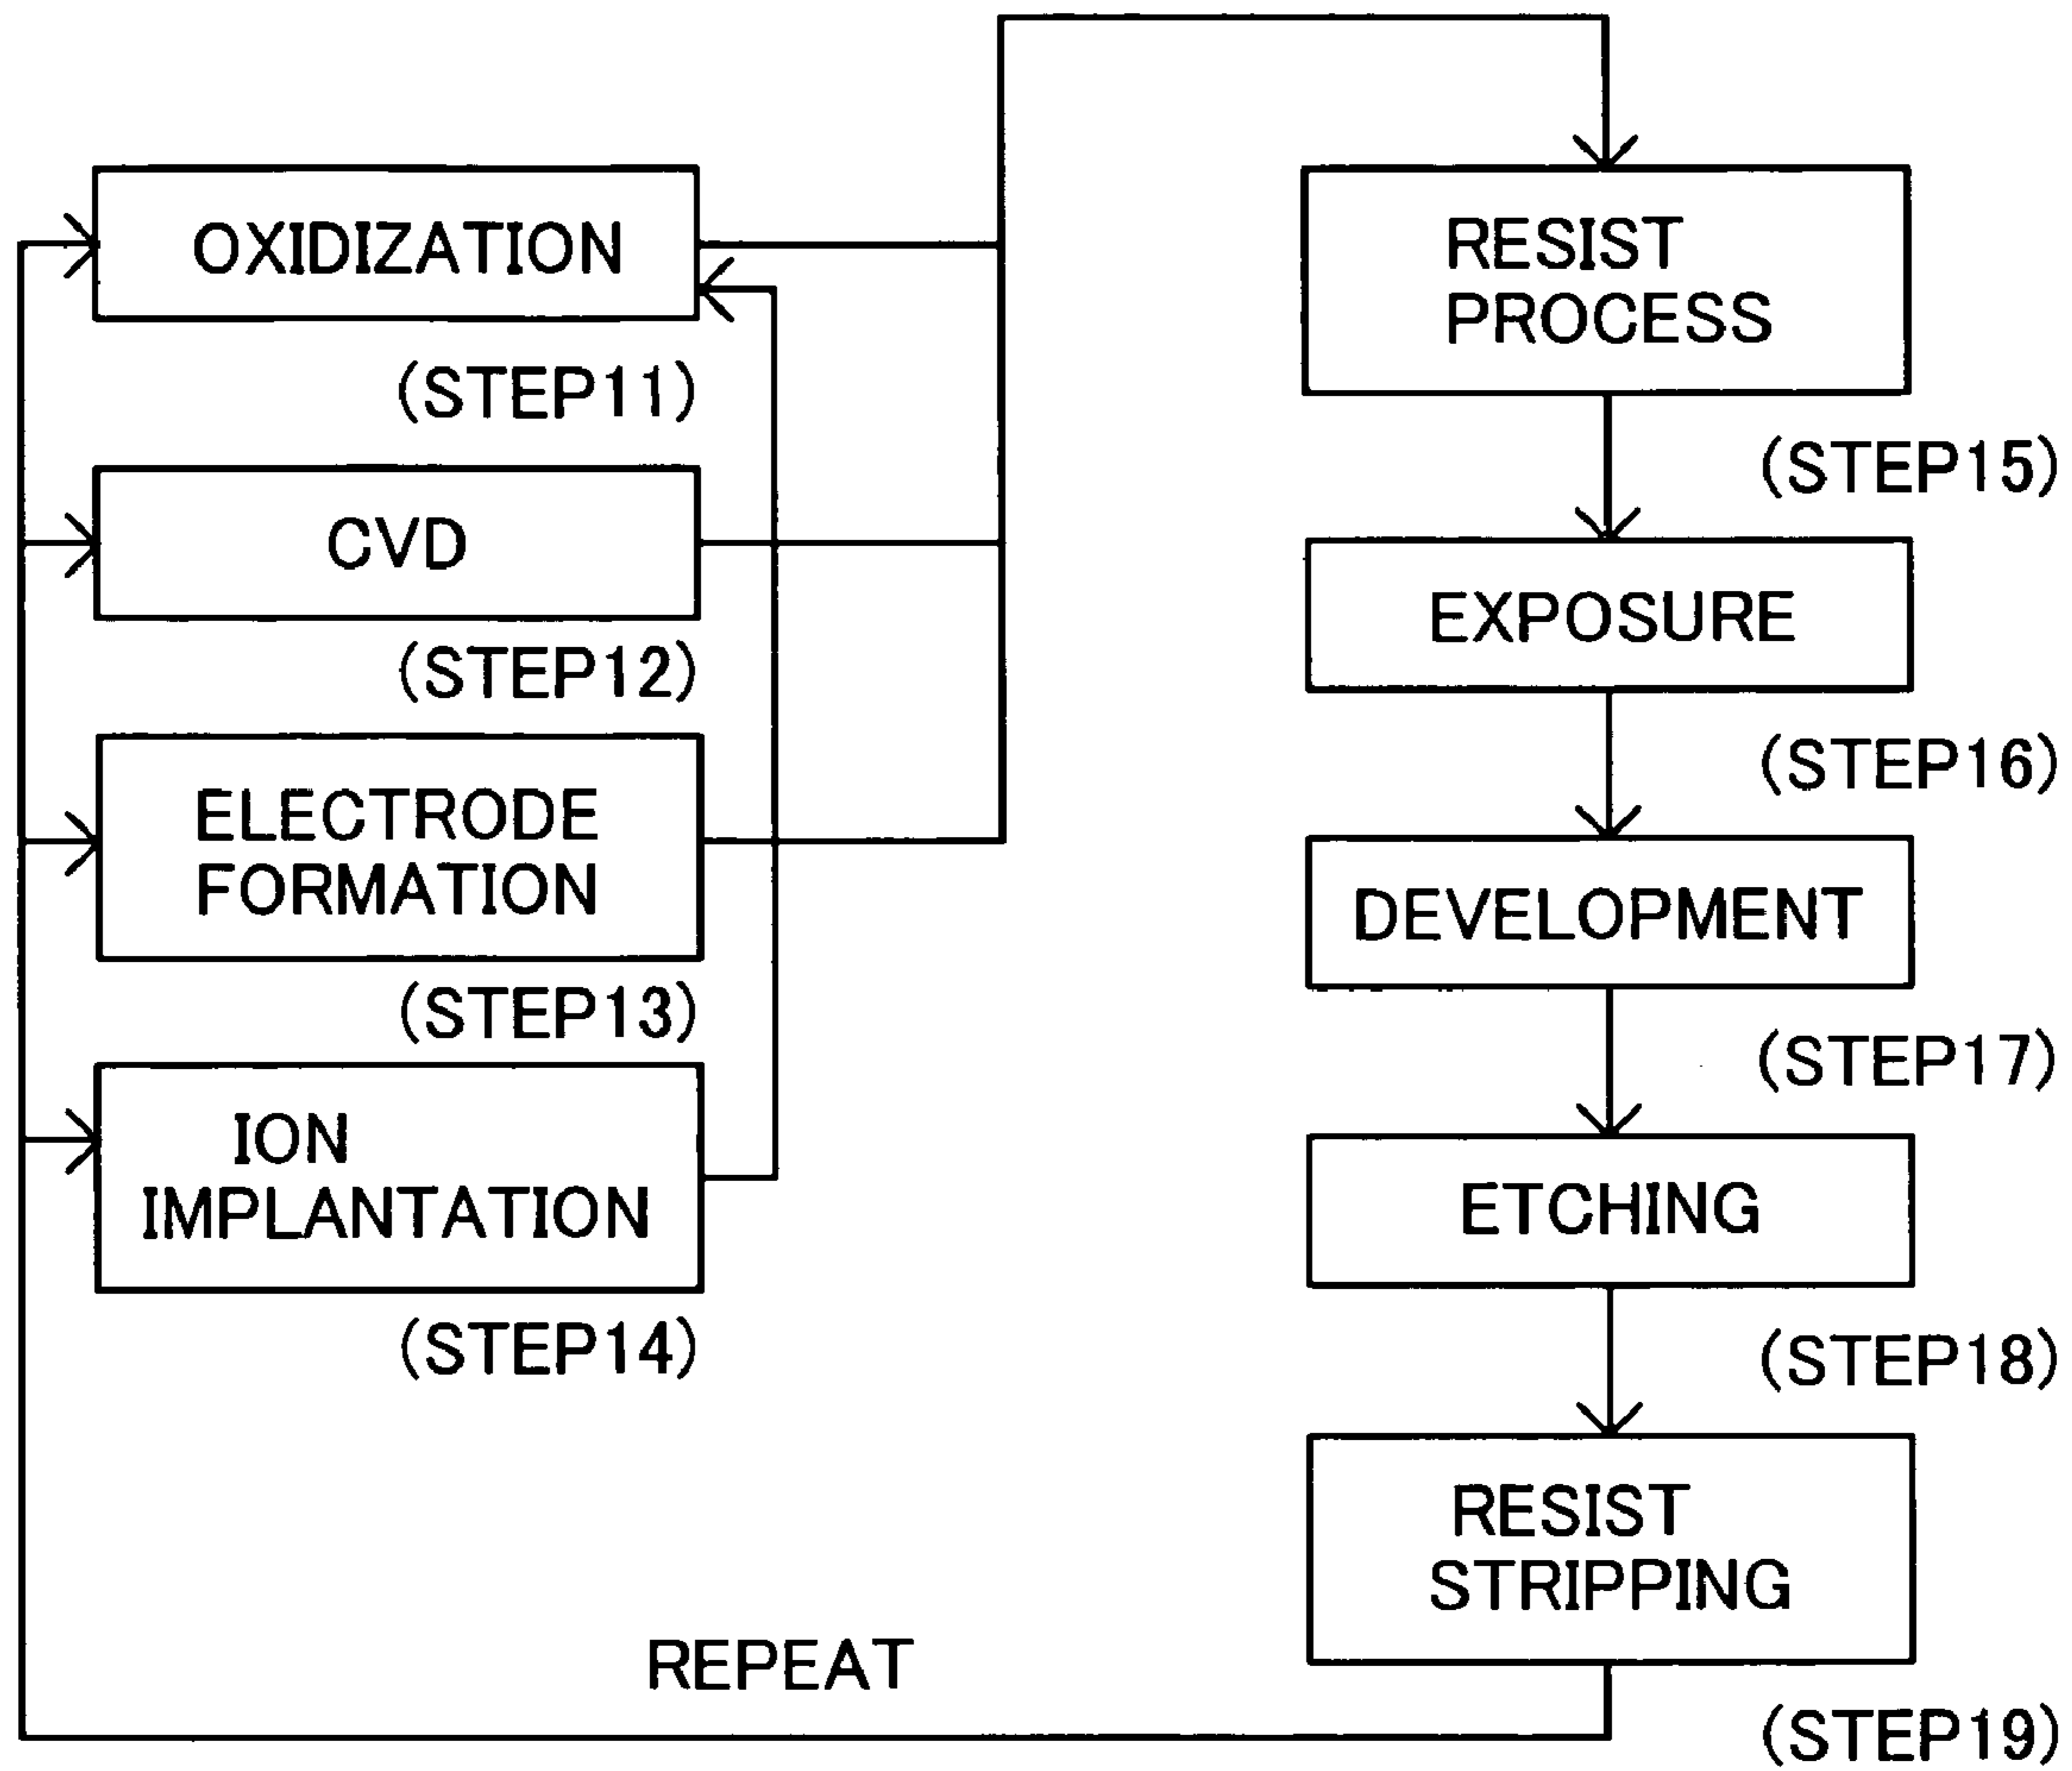 OXIDIZATION
(STEP11)
CVD
(STEP12)
ELECTRODE
FORMATION
(STEP13)
ION
IMPLANTATION
(STEP14)
RESIST
PROCESS
(STEP15)
EXPOSURE
(STEP16)
DEVELOPMENT
(STEP17)
ETCHING
(STEP18)
RESIST
STRIPPING
(STEP19)
REPEAT